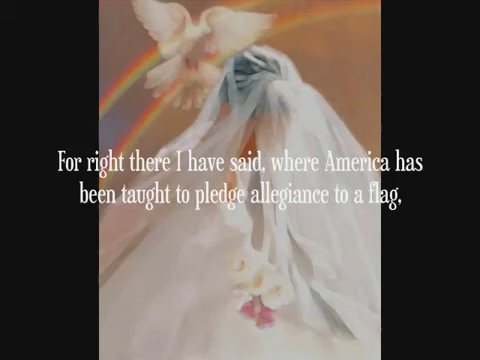 For right there I have said, where America has
been taught to pledge allegiance to a flag,